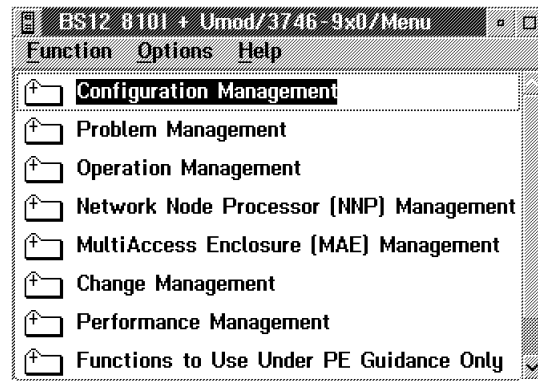 BS12 810I + Umod/3746-9x0/Menu
Function Options Help
Configuration Management
Problem Management
Operation Management
Network Node Processor (NNP) Management
MultiAccess Enclosure (MAE) Management
Change Management
Performance Management
Functions to Use Under PE Guidance Only